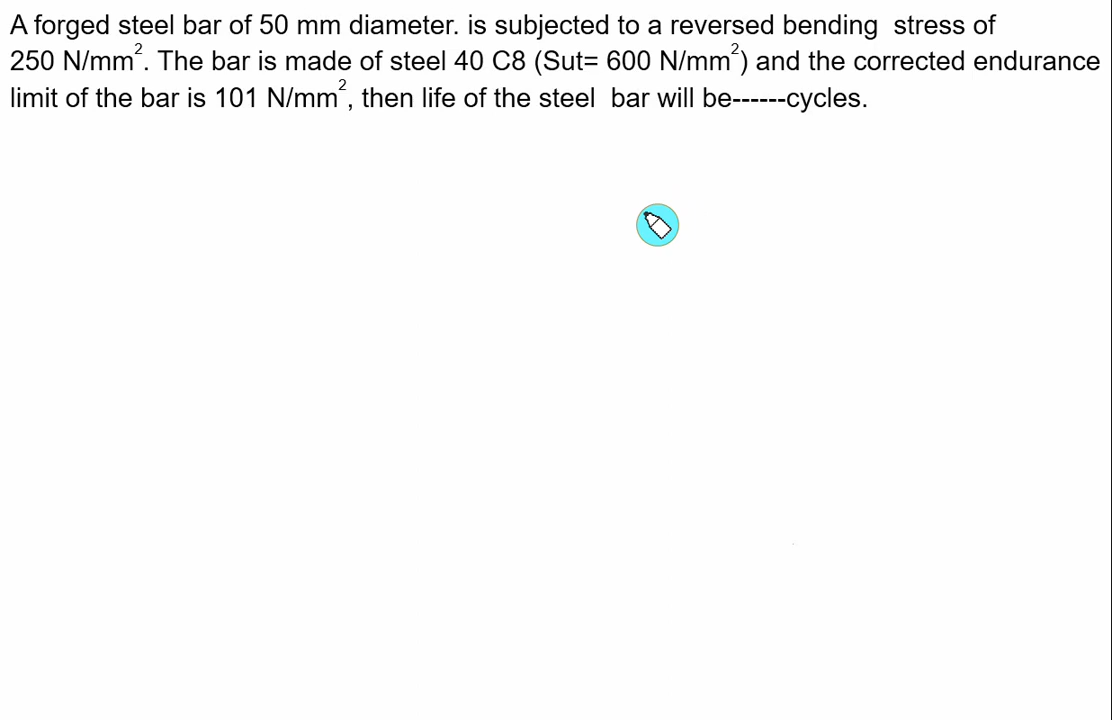 A forged steel bar of 50 mm diameter. is subjected to a reversed bending  stress of
250 N/mm². The bar is made of steel 40 C8 (Sut= 600 N/mm²) and the corrected endurance
limit of the bar is 101 N/mm², then life of the steel  bar will be------cycles.